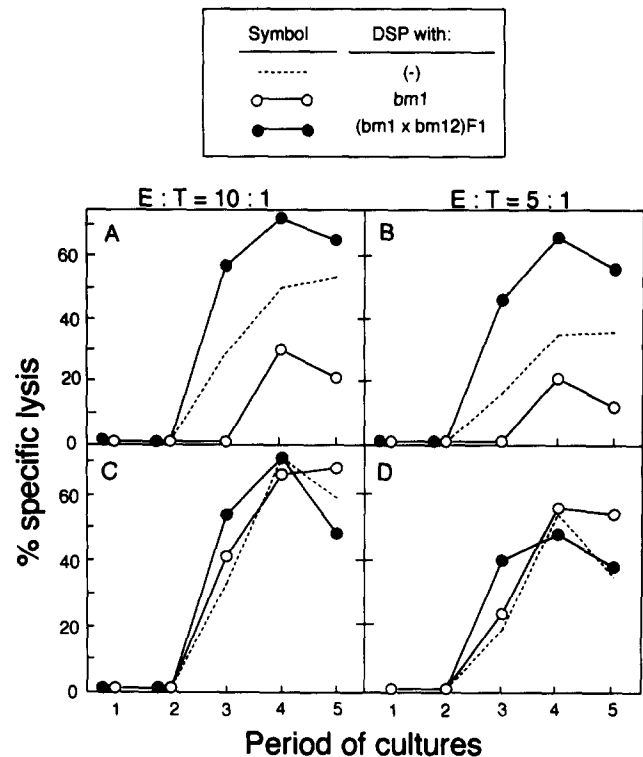 Symbol DSP with:
(-)
bm1
(bm1 x bm12)F1
E : T = 10 : 1 E : T = 5 : 1
A B
60
40
20
0
C D
60
40
20
0
% specific lysis
1 2 3 4 5 1 2 3 4 5
Period of cultures